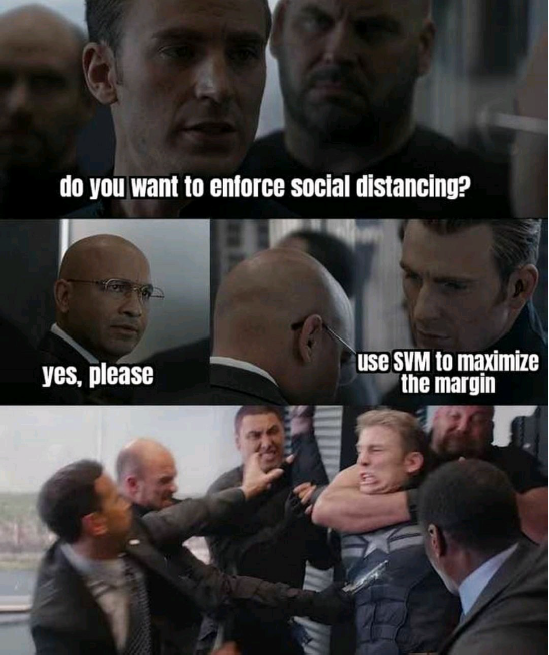 do you want to enforce social distancing?
yes, please
use SVM to maximize
the margin